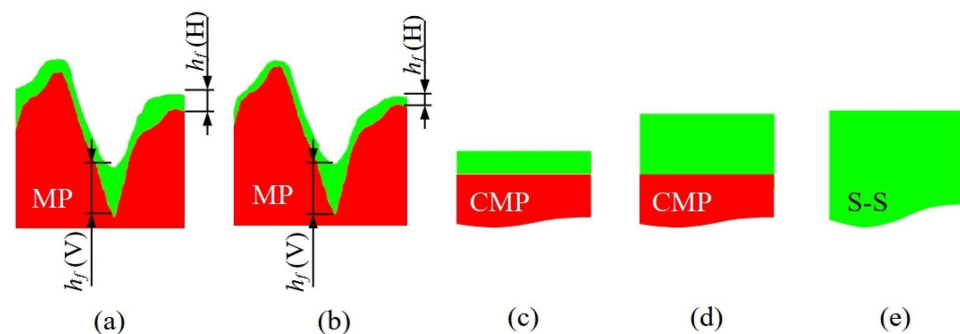 h_f (H)
MP
h_f (V)
(a)
h_f (H)
MP
h_f (V)
(b)
CMP
(c)
CMP
(d)
S-S
(e)